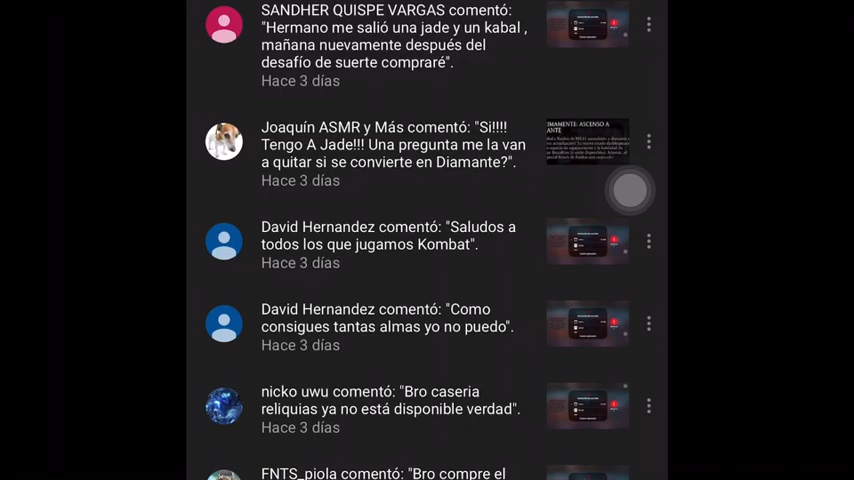 SANDHER QUISPE VARGAS comentó:
"Hermano me salió una jade y un kabal ,
mañana nuevamente después del
desafío de suerte compraré".
Hace 3 días
Joaquín ASMR y Más comentó: "Si!!!!
Tengo A Jade!!! Una pregunta me la van
a quitar si se convierte en Diamante?".
Hace 3 días
David Hernandez comentó: "Saludos a
todos los que jugamos Kombat".
Hace 3 días
David Hernandez comentó: "Como
consigues tantas almas yo no puedo".
Hace 3 días
nicko uwu comentó: "Bro caseria
reliquias ya no está disponible verdad".
Hace 3 días
FNTS_piola comentó: "Bro compre el